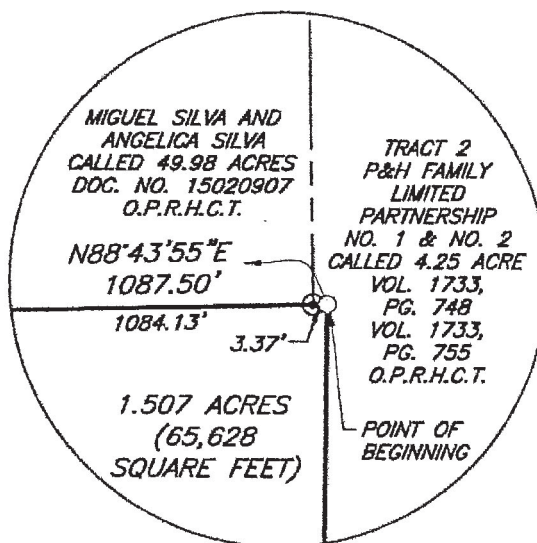 MIGUEL SILVA AND
ANGELICA SILVA
CALLED 49.98 ACRES
DOC. NO. 15020907
O.P.R.H.C.T.
N88°43'55"E
1087.50'
1084.13'
3.37'
TRACT 2
P&H FAMILY
LIMITED
PARTNERSHIP
NO. 1 & NO. 2
CALLED 4.25 ACRE
VOL. 1733,
PG. 748
VOL. 1733,
PG. 755
O.P.R.H.C.T.
1.507 ACRES
(65,628
SQUARE FEET)
POINT OF
BEGINNING